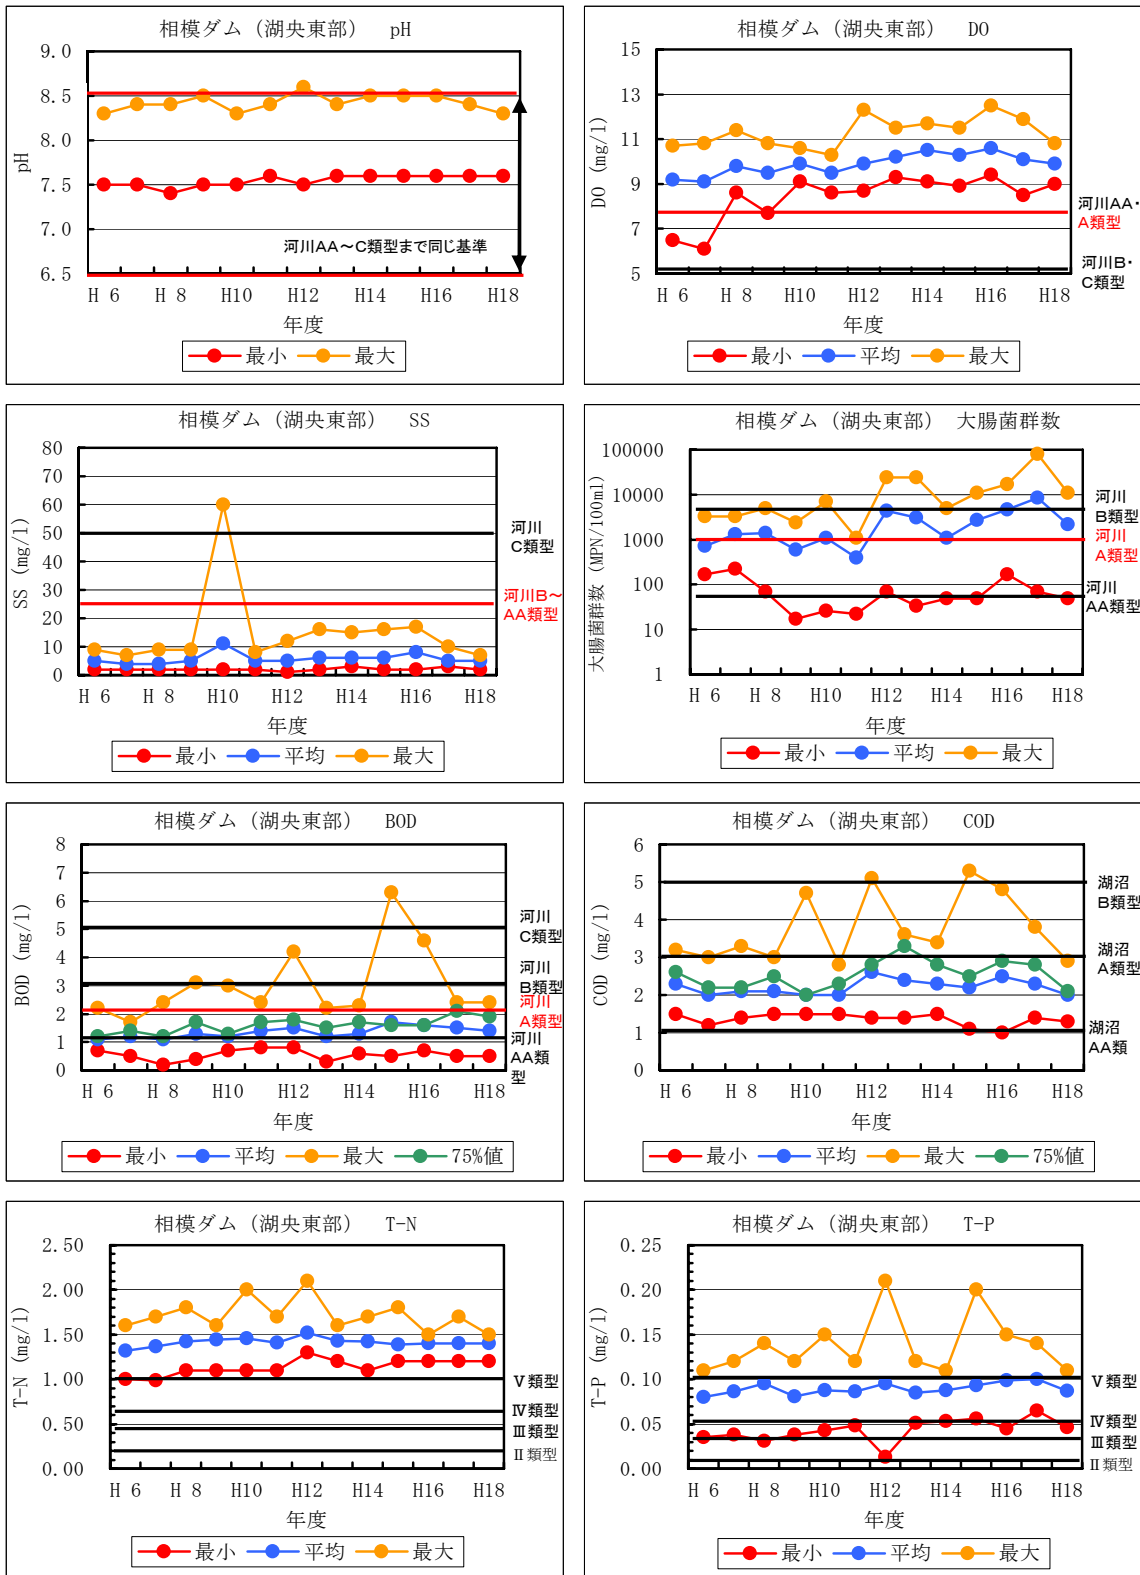 相模ダム（湖央東部） pH
9.0
8.5
8.0
7.5
7.0
6.5
pH
河川AA～C類型まで同じ基準
H 6 H 8 H10 H12 H14 H16 H18
年度
最小 最大
相模ダム（湖央東部） DO
15
13
11
9
7
5
DO (mg/l)
河川AA・
A類型
河川B・
C類型
H 6 H 8 H10 H12 H14 H16 H18
年度
最小 平均 最大
相模ダム（湖央東部） SS
80
70
60
50
40
30
20
10
0
SS (mg/l)
河川
C類型
河川B～
AA類型
H 6 H 8 H10 H12 H14 H16 H18
年度
最小 平均 最大
相模ダム（湖央東部） 大腸菌群数
100000
10000
1000
100
10
1
大腸菌群数 (MPN/100ml)
河川
B類型
河川
A類型
河川
AA類型
H 6 H 8 H10 H12 H14 H16 H18
年度
最小 平均 最大
相模ダム（湖央東部） BOD
8
7
6
5
4
3
2
1
0
BOD (mg/l)
河川
C類型
河川
B類型
河川
A類型
河川
AA類
型
H 6 H 8 H10 H12 H14 H16 H18
年度
最小 平均 最大 75%値
相模ダム（湖央東部） COD
6
5
4
3
2
1
0
COD (mg/l)
湖沼
B類型
湖沼
A類型
湖沼
AA類
H 6 H 8 H10 H12 H14 H16 H18
年度
最小 平均 最大 75%値
相模ダム（湖央東部） T-N
2.50
2.00
1.50
1.00
0.50
0.00
T-N (mg/l)
Ⅴ類型
Ⅳ類型
Ⅲ類型
Ⅱ類型
H 6 H 8 H10 H12 H14 H16 H18
年度
最小 平均 最大
相模ダム（湖央東部） T-P
0.25
0.20
0.15
0.10
0.05
0.00
T-P (mg/l)
Ⅴ類型
Ⅳ類型
Ⅲ類型
Ⅱ類型
H 6 H 8 H10 H12 H14 H16 H18
年度
最小 平均 最大